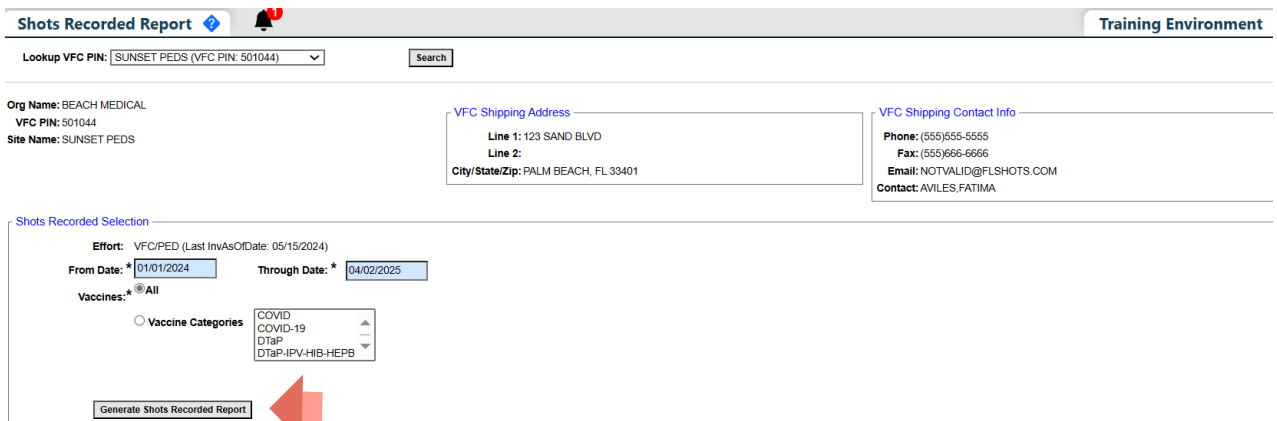 Shots Recorded Report ?
1
Training Environment
Lookup VFC PIN: SUNSET PEDS (VFC PIN: 501044)
Search
Org Name: BEACH MEDICAL
VFC PIN: 501044
Site Name: SUNSET PEDS
VFC Shipping Address
Line 1: 123 SAND BLVD
Line 2:
City/State/Zip: PALM BEACH, FL 33401
VFC Shipping Contact Info
Phone: (555)555-5555
Fax: (555)666-6666
Email: NOTVALID@FLSHOTS.COM
Contact: AVILES,FATIMA
Shots Recorded Selection
Effort: VFC/PED (Last InvAsOfDate: 05/15/2024)
From Date: * 01/01/2024 Through Date: * 04/02/2025
Vaccines:* All
Vaccine Categories
COVID
COVID-19
DTaP
DTaP-IPV-HIB-HEPB
Generate Shots Recorded Report